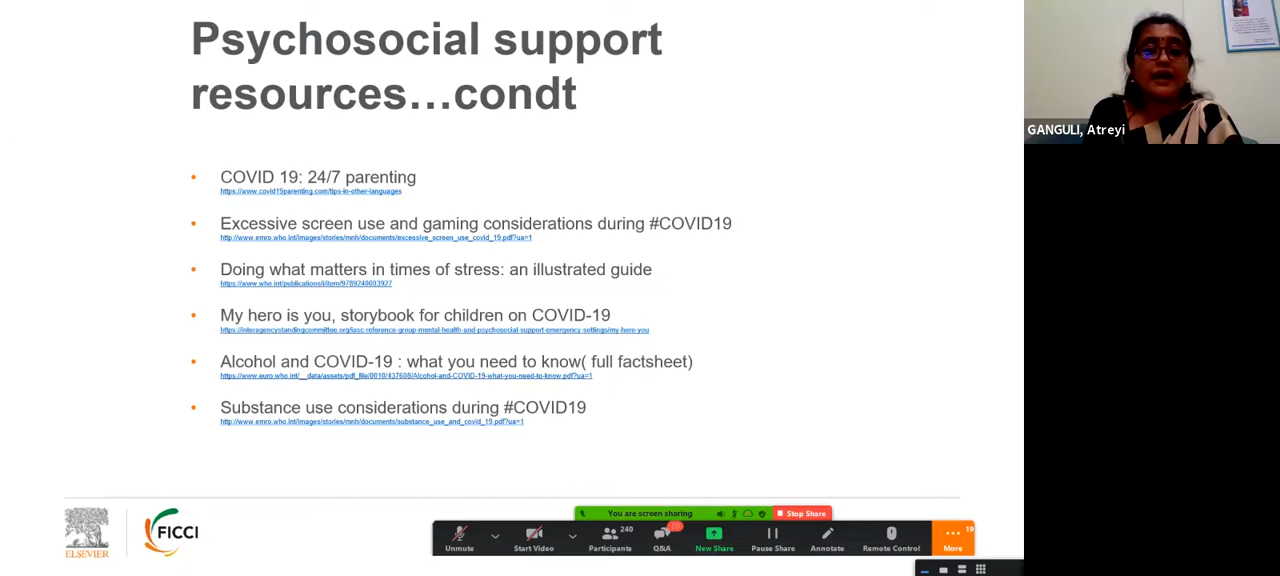 Psychosocial support
resources…condt
• COVID 19: 24/7 parenting
https://www.covid19parenting.com/tips-in-other-languages
• Excessive screen use and gaming considerations during #COVID19
http://www.emro.who.int/images/stories/mnh/documents/excessive_screen_use_covid_19.pdf?ua=1
• Doing what matters in times of stress: an illustrated guide
https://www.who.int/publications/i/item/9789240003927
• My hero is you, storybook for children on COVID-19
https://interagencystandingcommittee.org/iasc-reference-group-mental-health-and-psychosocial-support-emergency-settings/my-hero-you
• Alcohol and COVID-19 : what you need to know( full factsheet)
https://www.euro.who.int/__data/assets/pdf_file/0010/437608/Alcohol-and-COVID-19-what-you-need-to-know.pdf?ua=1
• Substance use considerations during #COVID19
http://www.emro.who.int/images/stories/mnh/documents/substance_use_and_covid_19.pdf?ua=1
GANGULI, Atreyi
ELSEVIER
FICCI
You are screen sharing
Stop Share
240
19
Unmute
Start Video
Participants
Q&A
New Share
Pause Share
Annotate
Remote Control
More